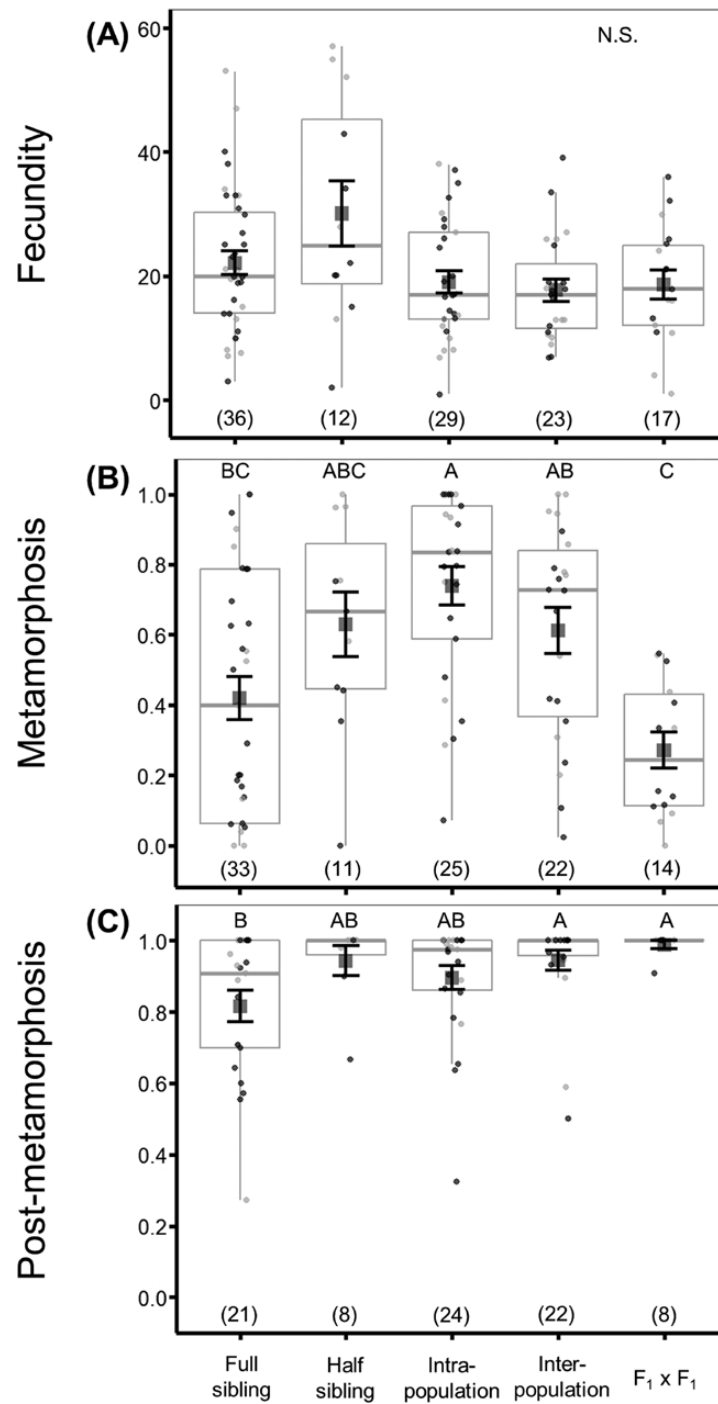 (A)
Fecundity
60
40
20
0
N.S.
(36) (12) (29) (23) (17)
(B)
Metamorphosis
BC ABC A AB C
1.0
0.8
0.6
0.4
0.2
0.0
(33) (11) (25) (22) (14)
(C)
Post-metamorphosis
B AB AB A A
1.0
0.8
0.6
0.4
0.2
0.0
(21) (8) (24) (22) (8)
Full Half Intra- Inter- F₁ x F₁
sibling sibling population population